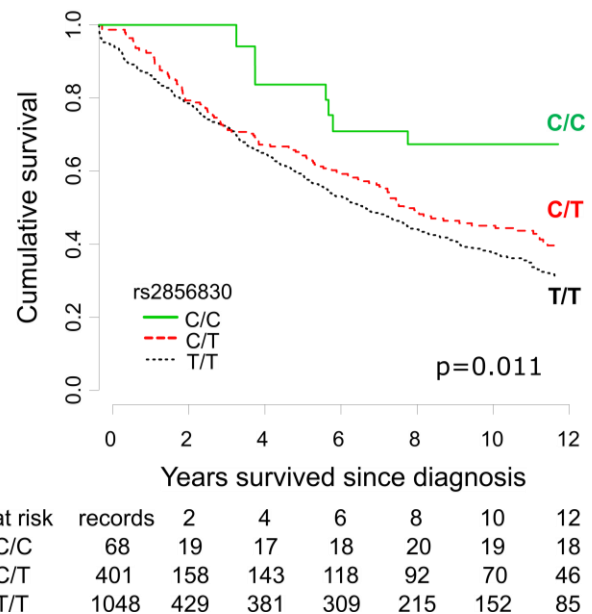 Cumulative survival
1.0
0.8
0.6
0.4
0.2
0.0
C/C
C/T
T/T
rs2856830
C/C
C/T
T/T
p=0.011
0 2 4 6 8 10 12
Years survived since diagnosis
at risk records 2 4 6 8 10 12
C/C 68 19 17 18 20 19 18
C/T 401 158 143 118 92 70 46
T/T 1048 429 381 309 215 152 85